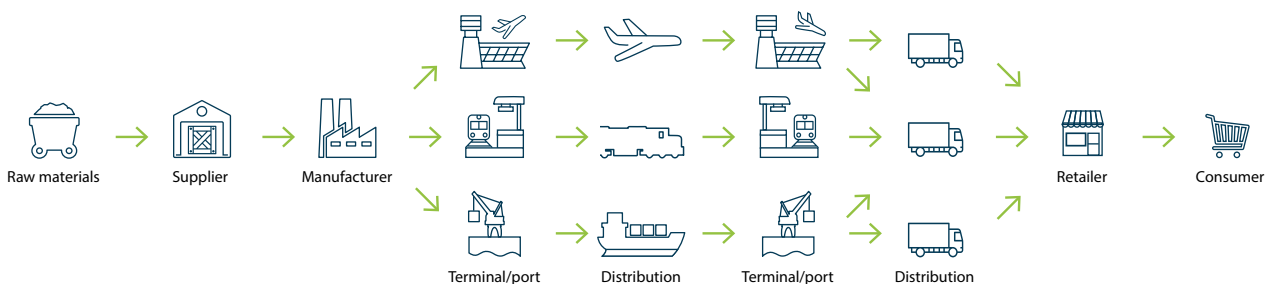 Raw materials
Supplier
Manufacturer
Terminal/port
Distribution
Terminal/port
Distribution
Retailer
Consumer